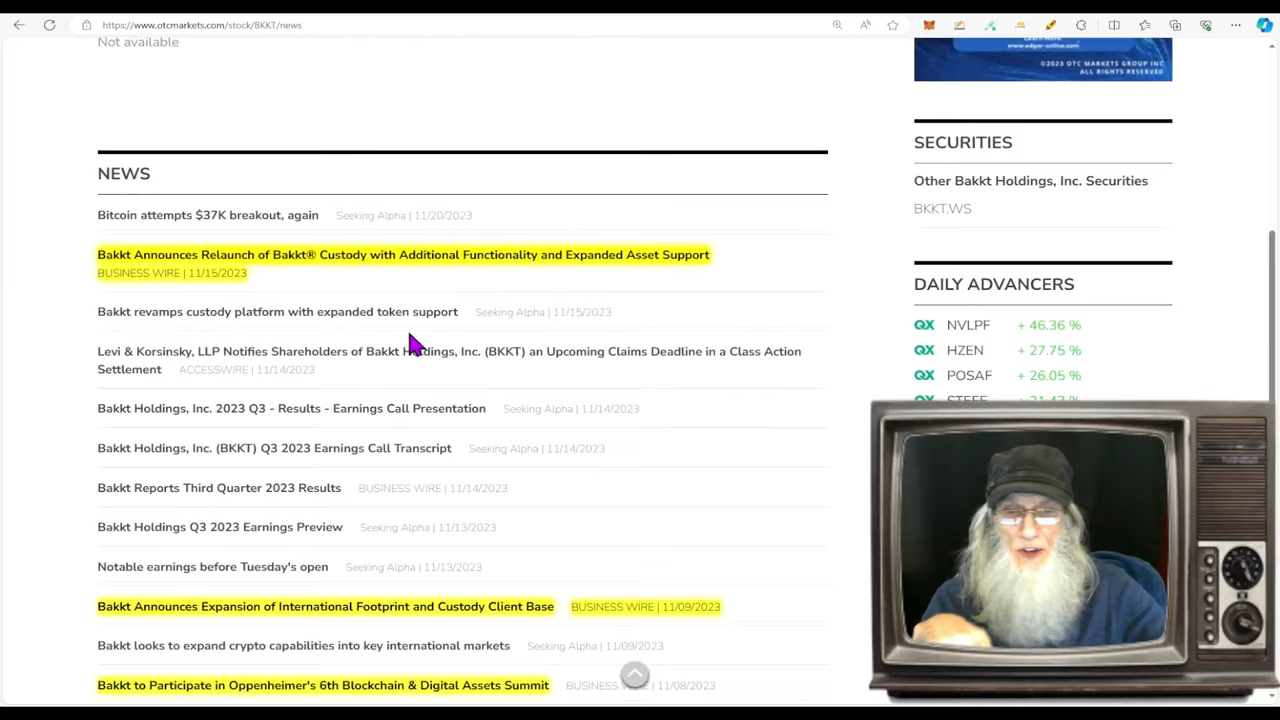 https://www.otcmarkets.com/stock/BKKT/news
Not available
www.edgar-online.com
©2023 OTC MARKETS GROUP INC
ALL RIGHTS RESERVED
NEWS
Bitcoin attempts $37K breakout, again Seeking Alpha | 11/20/2023
Bakkt Announces Relaunch of Bakkt® Custody with Additional Functionality and Expanded Asset Support
BUSINESS WIRE | 11/15/2023
Bakkt revamps custody platform with expanded token support Seeking Alpha | 11/15/2023
Levi & Korsinsky, LLP Notifies Shareholders of Bakkt Holdings, Inc. (BKKT) an Upcoming Claims Deadline in a Class Action
Settlement ACCESSWIRE | 11/14/2023
Bakkt Holdings, Inc. 2023 Q3 - Results - Earnings Call Presentation Seeking Alpha | 11/14/2023
Bakkt Holdings, Inc. (BKKT) Q3 2023 Earnings Call Transcript Seeking Alpha | 11/14/2023
Bakkt Reports Third Quarter 2023 Results BUSINESS WIRE | 11/14/2023
Bakkt Holdings Q3 2023 Earnings Preview Seeking Alpha | 11/13/2023
Notable earnings before Tuesday's open Seeking Alpha | 11/13/2023
Bakkt Announces Expansion of International Footprint and Custody Client Base BUSINESS WIRE | 11/09/2023
Bakkt looks to expand crypto capabilities into key international markets Seeking Alpha | 11/09/2023
Bakkt to Participate in Oppenheimer's 6th Blockchain & Digital Assets Summit BUSINESS WIRE | 11/08/2023
SECURITIES
Other Bakkt Holdings, Inc. Securities
BKKT.WS
DAILY ADVANCERS
QX NVLPF + 46.36 %
QX HZEN + 27.75 %
QX POSAF + 26.05 %